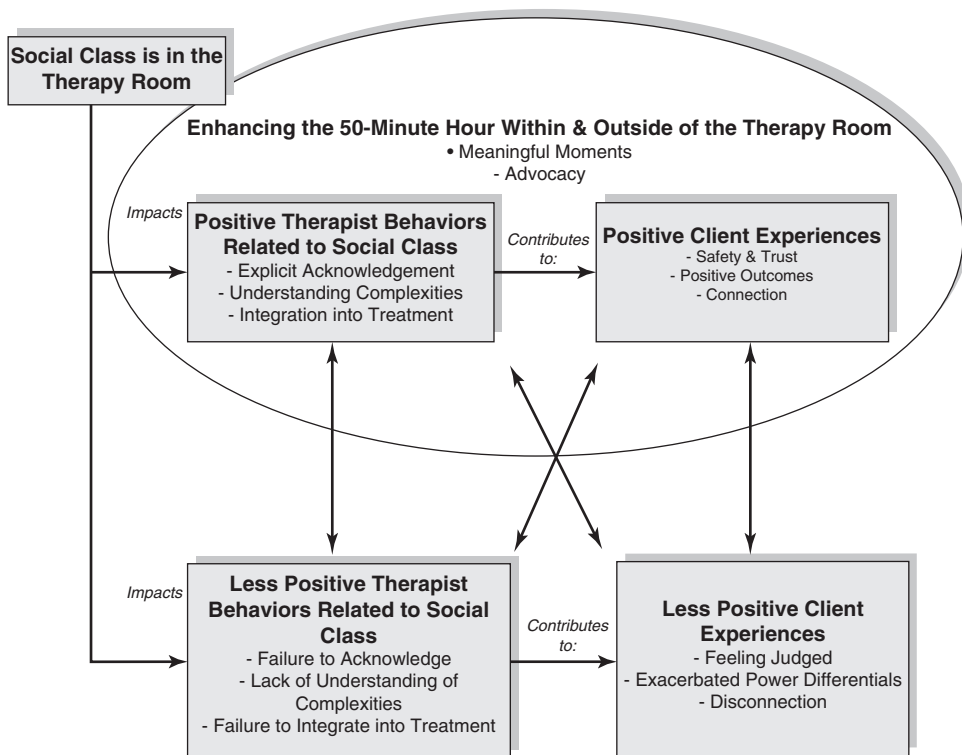 Social Class is in the
Therapy Room
Enhancing the 50-Minute Hour Within & Outside of the Therapy Room
• Meaningful Moments
- Advocacy
Impacts
Positive Therapist Behaviors
Related to Social Class
- Explicit Acknowledgement
- Understanding Complexities
- Integration into Treatment
Contributes
to:
Positive Client Experiences
- Safety & Trust
- Positive Outcomes
- Connection
Impacts
Less Positive Therapist
Behaviors Related to Social
Class
- Failure to Acknowledge
- Lack of Understanding of
Complexities
- Failure to Integrate into Treatment
Contributes
to:
Less Positive Client
Experiences
- Feeling Judged
- Exacerbated Power Differentials
- Disconnection